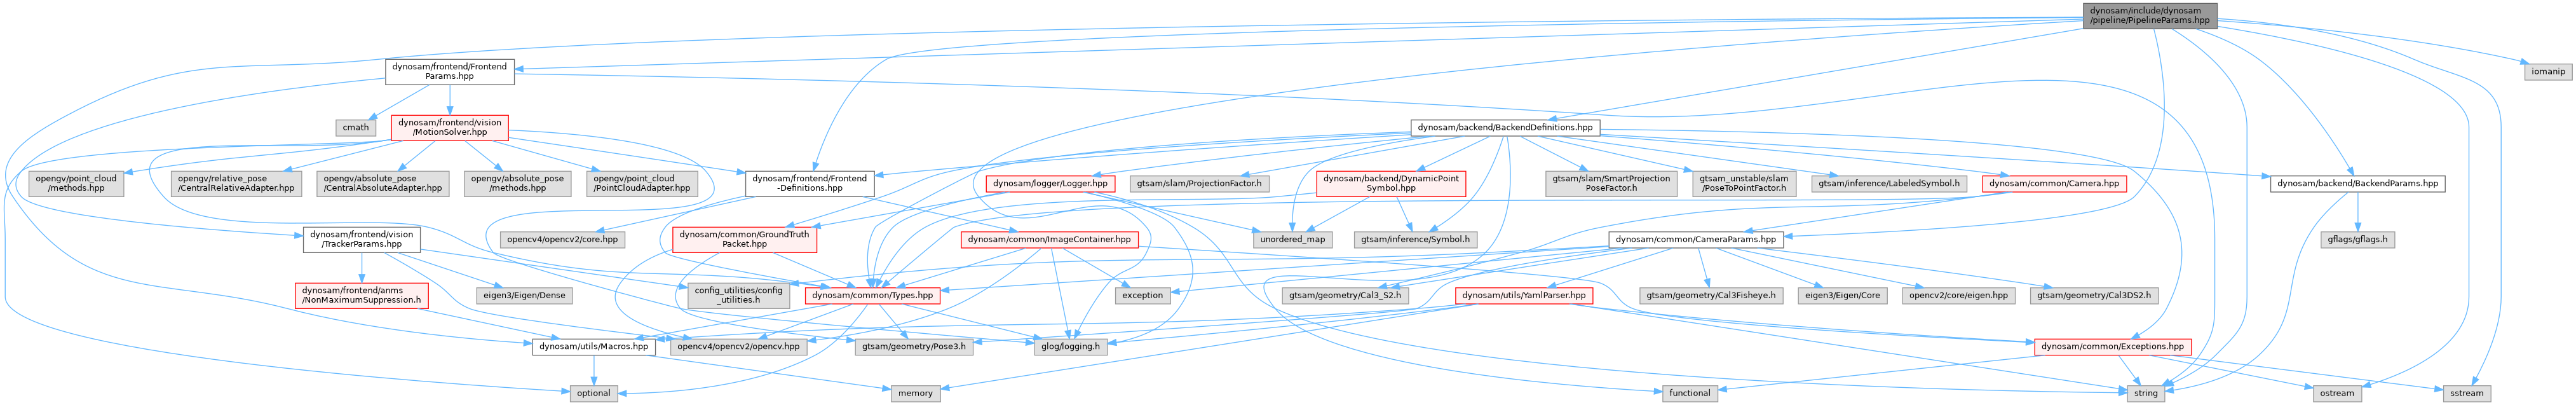 dynosam/include/dynosam
/pipeline/PipelineParams.hpp
dynosam/frontend/Frontend
Params.hpp
iomanip
cmath
dynosam/frontend/vision
/MotionSolver.hpp
dynosam/backend/BackendDefinitions.hpp
opengv/point_cloud
/methods.hpp
opengv/relative_pose
/CentralRelativeAdapter.hpp
opengv/absolute_pose
/CentralAbsoluteAdapter.hpp
opengv/absolute_pose
/methods.hpp
opengv/point_cloud
/PointCloudAdapter.hpp
dynosam/frontend/Frontend
-Definitions.hpp
dynosam/logger/Logger.hpp
gtsam/slam/ProjectionFactor.h
dynosam/backend/DynamicPoint
Symbol.hpp
gtsam/slam/SmartProjection
PoseFactor.h
gtsam_unstable/slam
/PoseToPointFactor.h
gtsam/inference/LabeledSymbol.h
dynosam/common/Camera.hpp
dynosam/backend/BackendParams.hpp
dynosam/frontend/vision
/TrackerParams.hpp
opencv4/opencv2/core.hpp
dynosam/common/GroundTruth
Packet.hpp
dynosam/common/ImageContainer.hpp
unordered_map
gtsam/inference/Symbol.h
dynosam/common/CameraParams.hpp
gflags/gflags.h
dynosam/frontend/anms
/NonMaximumSuppression.h
eigen3/Eigen/Dense
config_utilities/config
_utilities.h
dynosam/common/Types.hpp
exception
gtsam/geometry/Cal3_S2.h
dynosam/utils/YamlParser.hpp
gtsam/geometry/Cal3Fisheye.h
eigen3/Eigen/Core
opencv2/core/eigen.hpp
gtsam/geometry/Cal3DS2.h
dynosam/utils/Macros.hpp
opencv4/opencv2/opencv.hpp
gtsam/geometry/Pose3.h
glog/logging.h
dynosam/common/Exceptions.hpp
optional
memory
functional
string
ostream
sstream